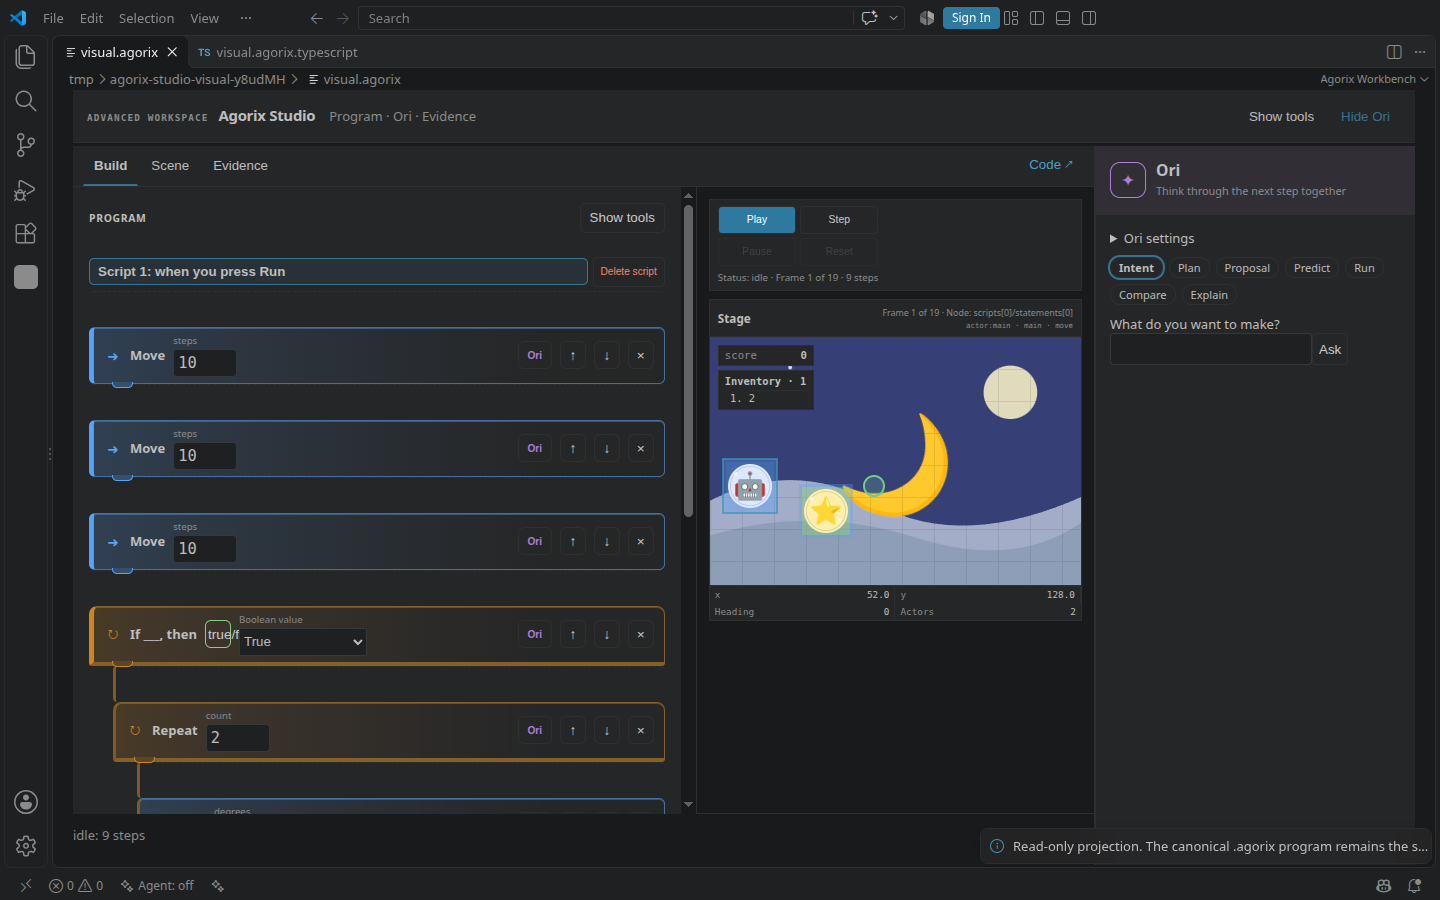 File Edit Selection View ··· Search Sign In
visual.agorix
TS visual.agorix.typescript
tmp > agorix-studio-visual-y8udMH > visual.agorix
Agorix Workbench
ADVANCED WORKSPACE Agorix Studio Program · Ori · Evidence
Show tools Hide Ori
Build Scene Evidence
Code ↗
PROGRAM
Show tools
Script 1: when you press Run
Delete script
steps
→ Move 10 Ori ↑ ↓ ×
steps
→ Move 10 Ori ↑ ↓ ×
steps
→ Move 10 Ori ↑ ↓ ×
Boolean value
↻ If __, then true/f True Ori ↑ ↓ ×
count
↻ Repeat 2 Ori ↑ ↓ ×
degrees
Play Step
Pause Reset
Status: idle · Frame 1 of 19 · 9 steps
Stage
Frame 1 of 19 · Node: scripts[0]/statements[0]
actor:main · main · move
score 0
Inventory · 1
1. 2
x 52.0 y 128.0
Heading 0 Actors 2
Ori
Think through the next step together
▶ Ori settings
Intent Plan Proposal Predict Run
Compare Explain
What do you want to make?
Ask
idle: 9 steps
Read-only projection. The canonical .agorix program remains the s...
0 0 Agent: off